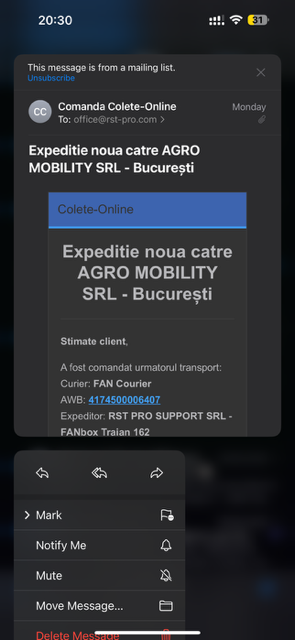 20:30
31
This message is from a mailing list.
Unsubscribe
CC
Comanda Colete-Online
Monday
To: office@rst-pro.com >
Expeditie noua catre AGRO
MOBILITY SRL - București
Colete-Online
Expeditie noua catre
AGRO MOBILITY
SRL - București
Stimate client,
A fost comandat urmatorul transport:
Curier: FAN Courier
AWB: 4174500006407
Expeditor: RST PRO SUPPORT SRL -
FANbox Traian 162
Mark
Notify Me
Mute
Move Message...
Delete Message